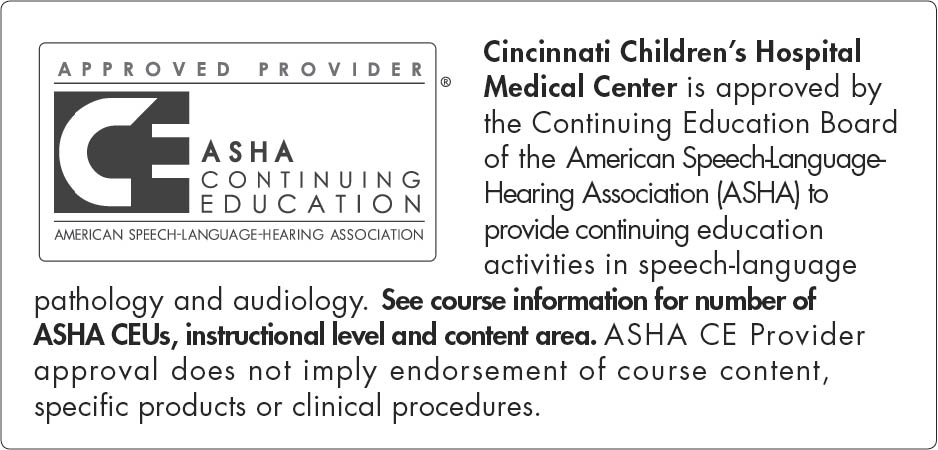 APPROVED PROVIDER
®
CE
ASHA
CONTINUING
EDUCATION
AMERICAN SPEECH-LANGUAGE-HEARING ASSOCIATION
Cincinnati Children’s Hospital
Medical Center is approved by
the Continuing Education Board
of the American Speech-Language-
Hearing Association (ASHA) to
provide continuing education
activities in speech-language
pathology and audiology. See course information for number of
ASHA CEUs, instructional level and content area. ASHA CE Provider
approval does not imply endorsement of course content,
specific products or clinical procedures.